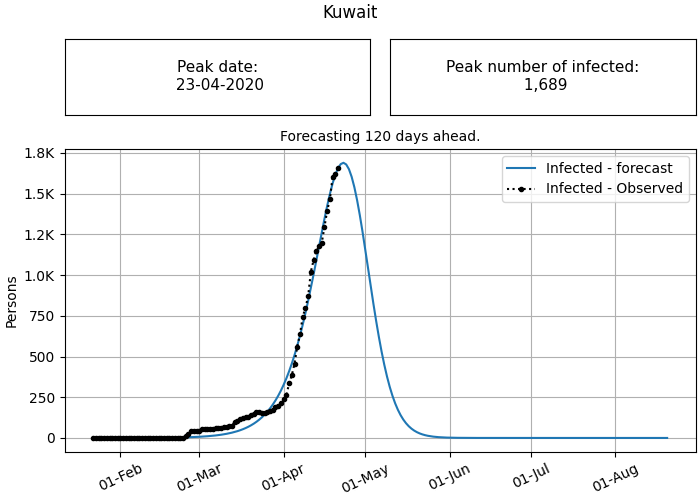 Kuwait
Peak date:
23-04-2020
Peak number of infected:
1,689
Forecasting 120 days ahead.
1.8K
1.5K
1.2K
1.0K
750
500
250
0
Persons
Infected - forecast
Infected - Observed
01-Feb
01-Mar
01-Apr
01-May
01-Jun
01-Jul
01-Aug